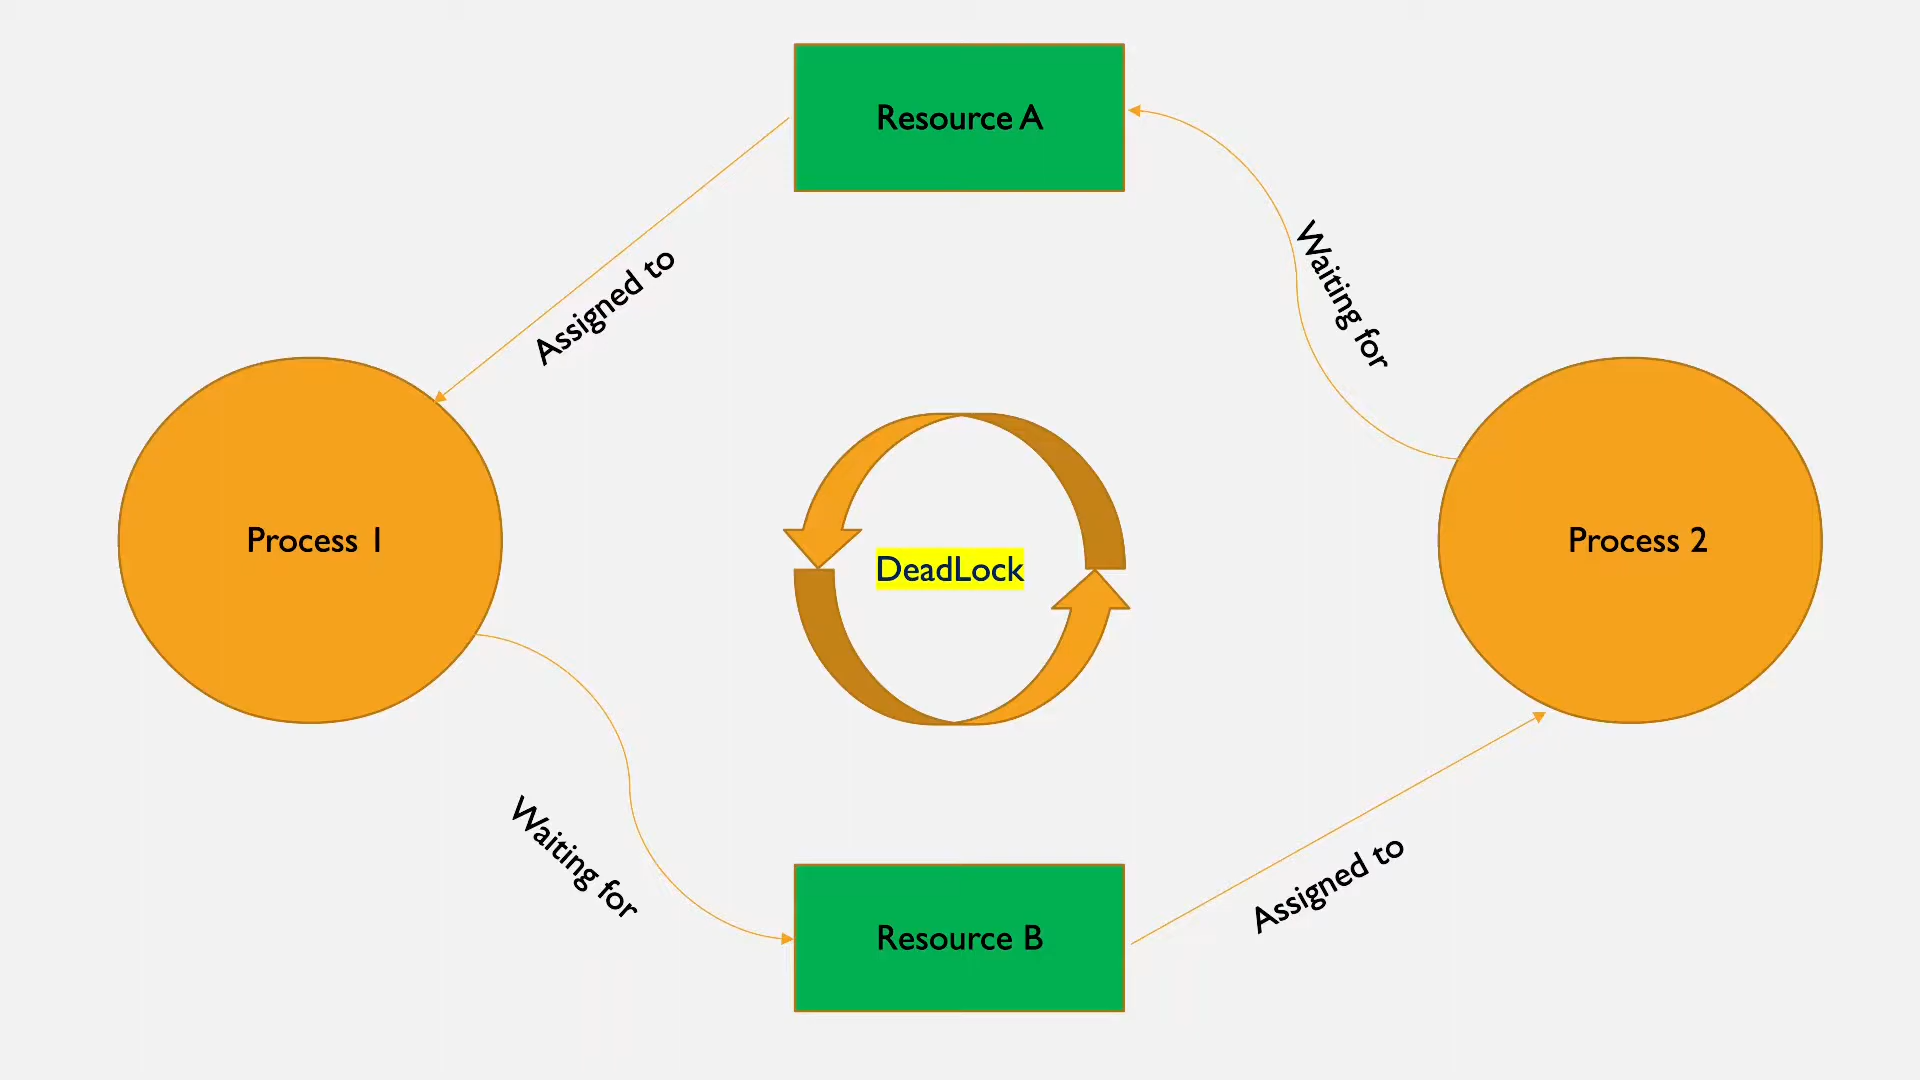 Resource A
Assigned to
Waiting for
Process 1
DeadLock
Process 2
Waiting for
Assigned to
Resource B